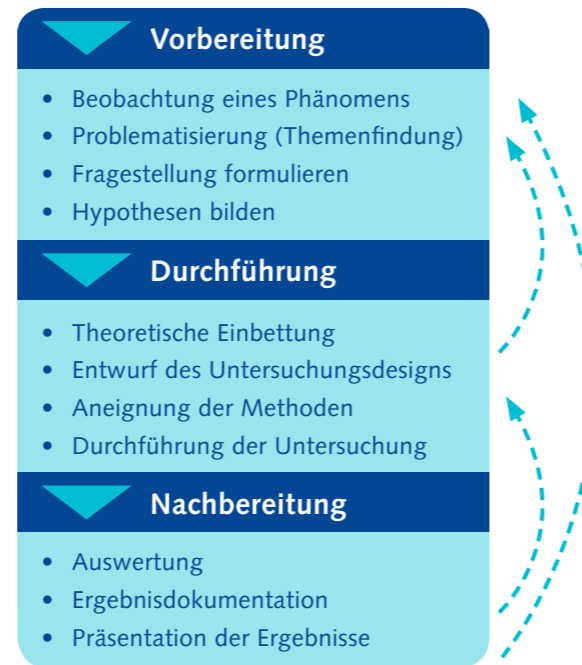 Vorbereitung
• Beobachtung eines Phänomens
• Problematisierung (Themenfindung)
• Fragestellung formulieren
• Hypothesen bilden
Durchführung
• Theoretische Einbettung
• Entwurf des Untersuchungsdesigns
• Aneignung der Methoden
• Durchführung der Untersuchung
Nachbereitung
• Auswertung
• Ergebnisdokumentation
• Präsentation der Ergebnisse